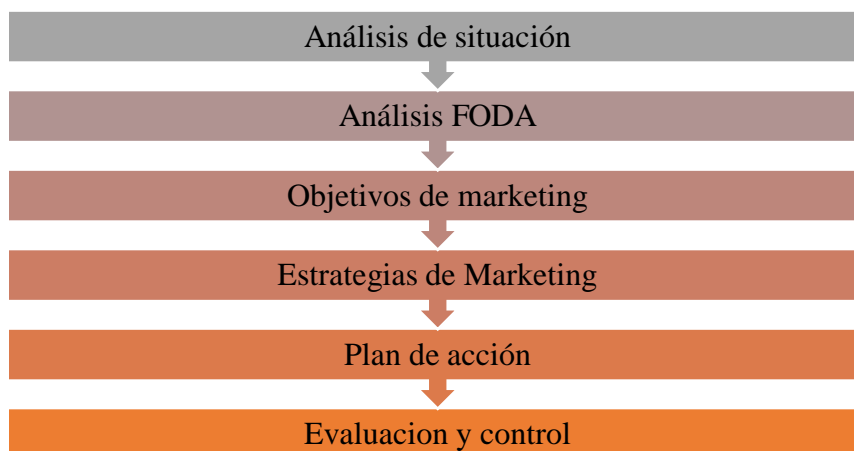 Análisis de situación
Análisis FODA
Objetivos de marketing
Estrategias de Marketing
Plan de acción
Evaluacion y control